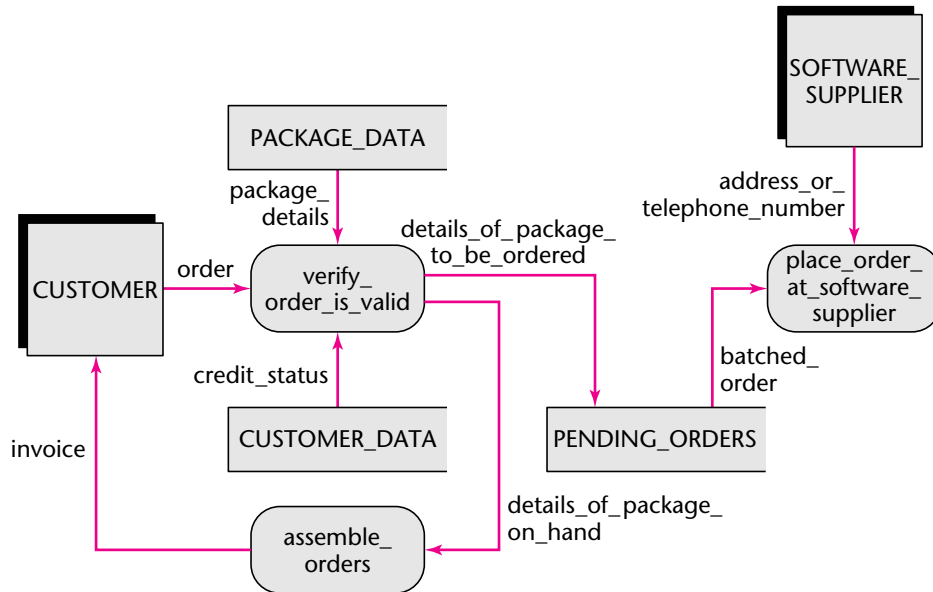 SOFTWARE_
SUPPLIER
PACKAGE_DATA
package_
details
address_or_
telephone_number
details_of_package_
to_be_ordered
order
CUSTOMER
verify_
order_is_valid
place_order_
at_software_
supplier
credit_status
batched_
order
invoice
CUSTOMER_DATA
PENDING_ORDERS
details_of_package_
on_hand
assemble_
orders